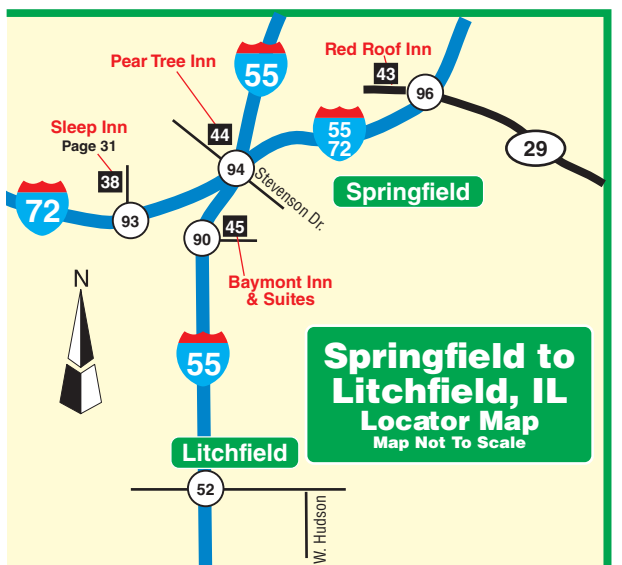 Red Roof Inn
43
Pear Tree Inn
55
96
44
Sleep Inn
Page 31
55
72
29
94
Stevenson Dr.
38
Springfield
72
93
90
45
Baymont Inn
& Suites
N
55
Springfield to
Litchfield, IL
Locator Map
Map Not To Scale
Litchfield
52
W. Hudson